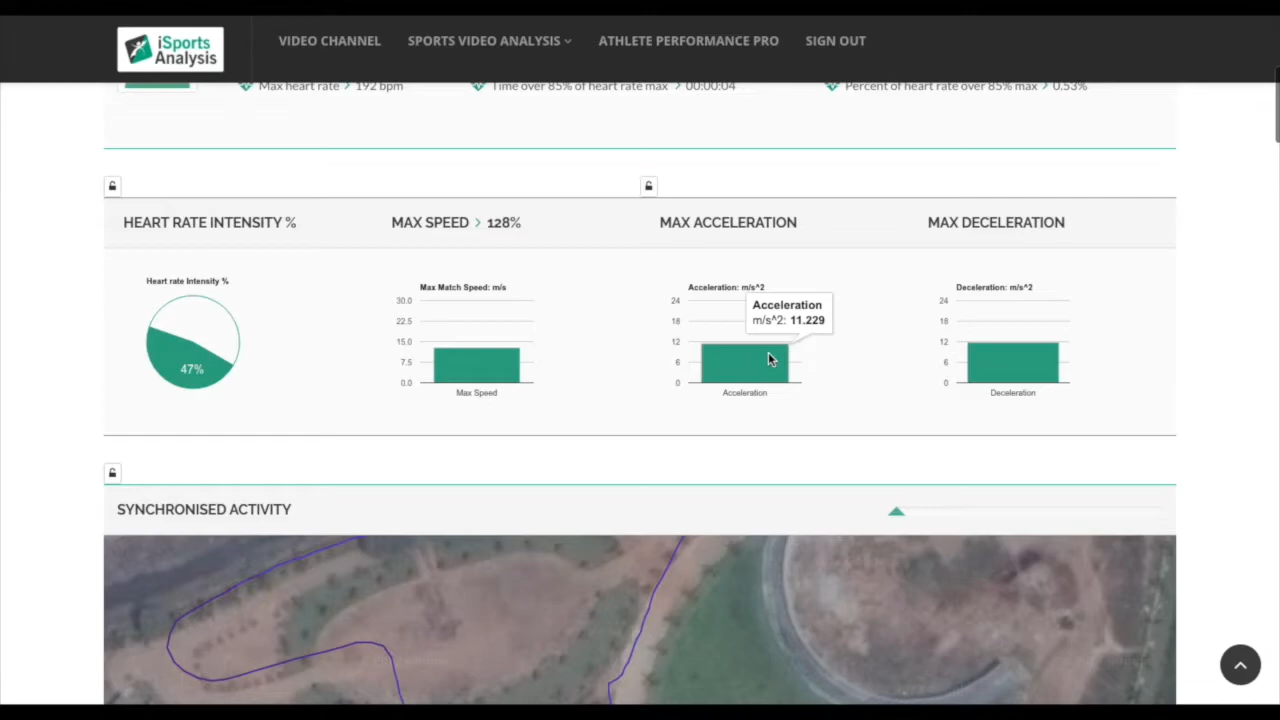 iSports
Analysis
VIDEO CHANNEL SPORTS VIDEO ANALYSIS ATHLETE PERFORMANCE PRO SIGN OUT
Max heart rate > 192 bpm Time over 85% of heart rate max > 00:00:04 Percent of heart rate over 85% max > 0.53%
HEART RATE INTENSITY % MAX SPEED > 128% MAX ACCELERATION MAX DECELERATION
Heart rate Intensity %
47%
Max Match Speed: m/s
30.0
22.5
15.0
7.5
0.0
Max Speed
Acceleration: m/s^2
24
18
12
6
0
Acceleration
Acceleration
m/s^2: 11.229
Deceleration: m/s^2
24
18
12
6
0
Deceleration
SYNCHRONISED ACTIVITY